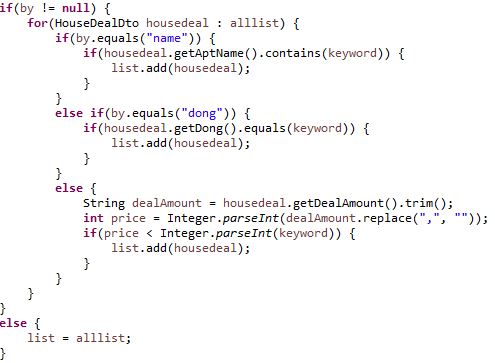 if(by != null) {
    for(HouseDealDto housedeal : alllist) {
        if(by.equals("name")) {
            if(housedeal.getAptName().contains(keyword)) {
                list.add(housedeal);
            }
        }
        else if(by.equals("dong")) {
            if(housedeal.getDong().equals(keyword)) {
                list.add(housedeal);
            }
        }
        else {
            String dealAmount = housedeal.getDealAmount().trim();
            int price = Integer.parseInt(dealAmount.replace(",", ""));
            if(price < Integer.parseInt(keyword)) {
                list.add(housedeal);
            }
        }
    }
}
else {
    list = alllist;
}